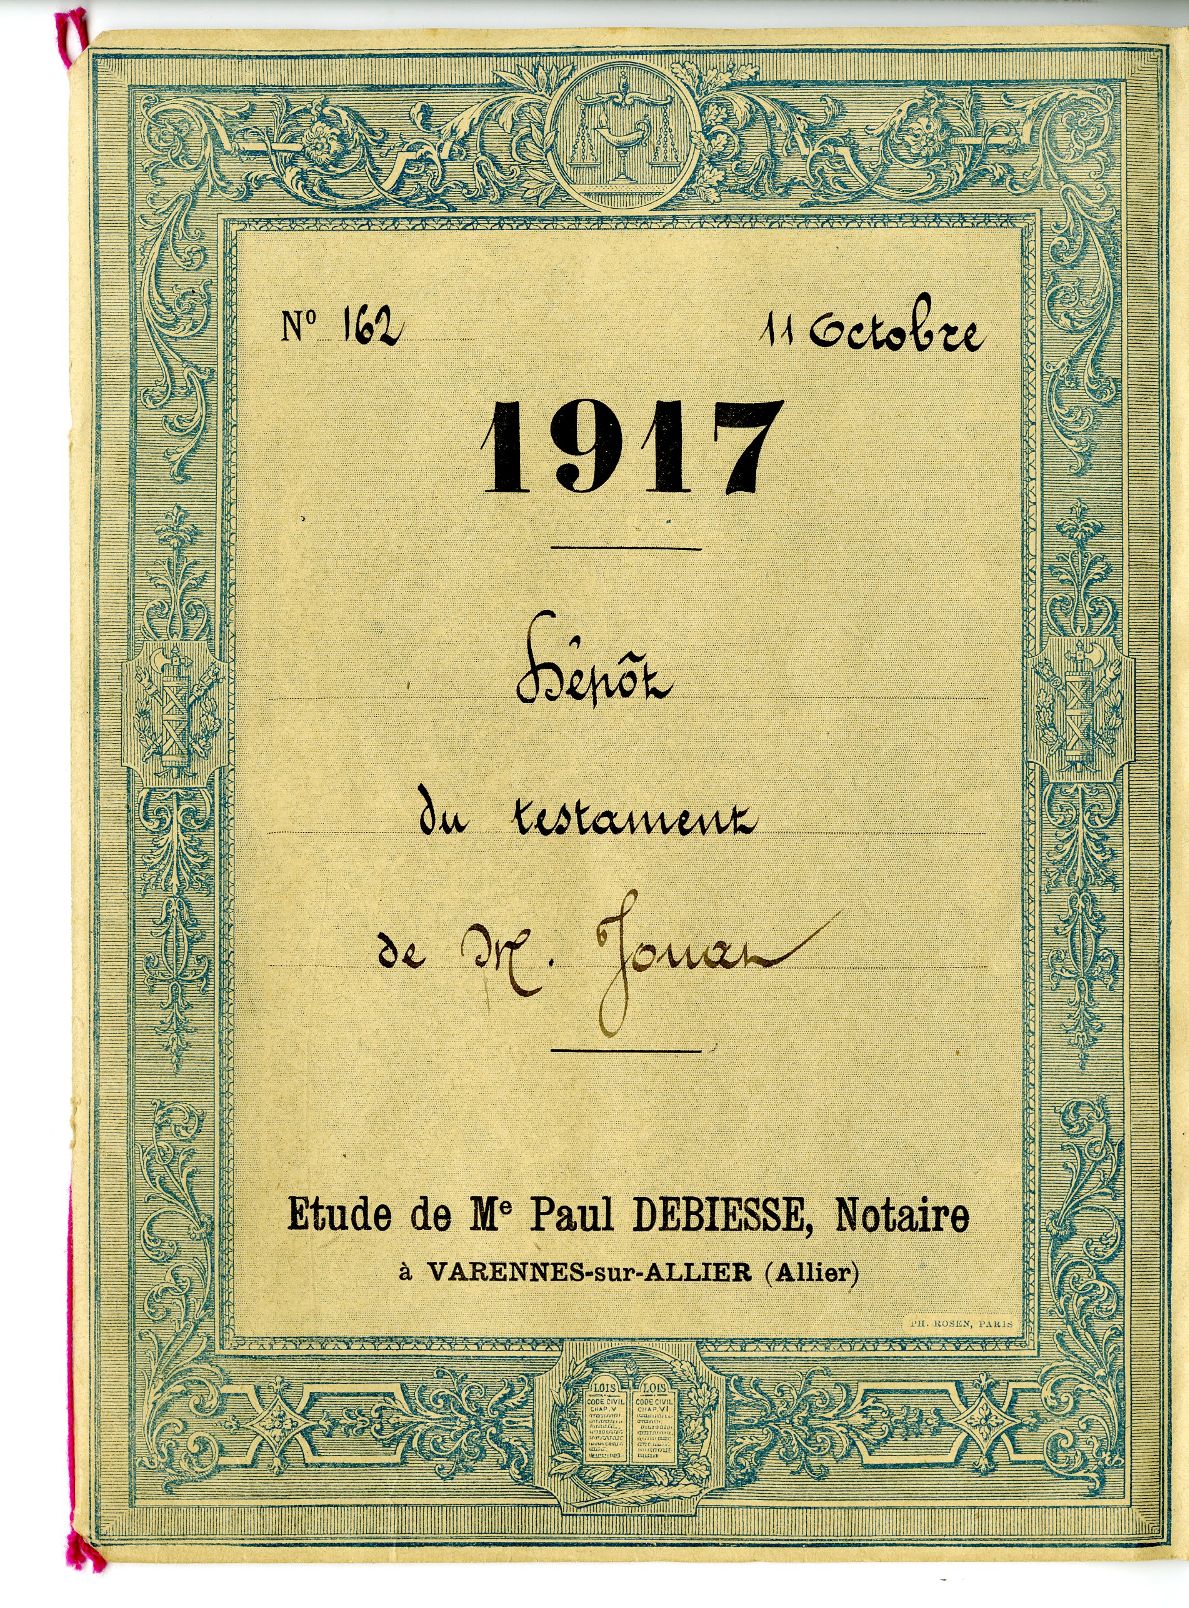 Nº 162
11 Octobre
1917
Dépôt
du testament
de M. Jouan
Etude de Mᵉ Paul DEBIESSE, Notaire
à VARENNES-sur-ALLIER (Allier)
PH. ROSEN, PARIS
LOIS LOIS
CODE CIVIL CODE CIVIL
CHAP. V CHAP. VI